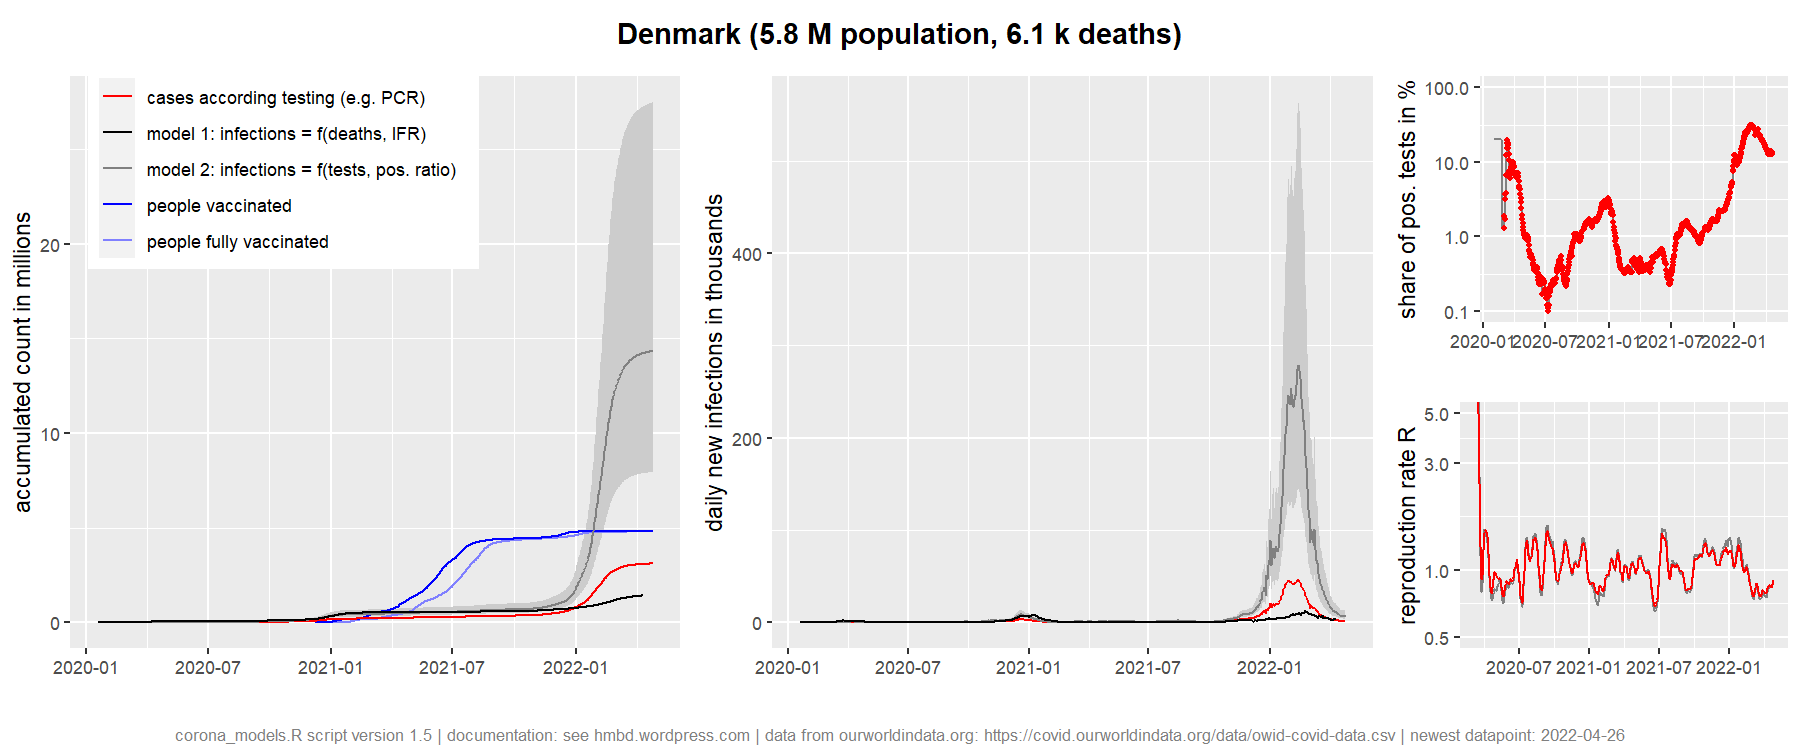 Denmark (5.8 M population, 6.1 k deaths)
accumulated count in millions
20
10
0
2020-01 2020-07 2021-01 2021-07 2022-01
cases according testing (e.g. PCR)
model 1: infections = f(deaths, IFR)
model 2: infections = f(tests, pos. ratio)
people vaccinated
people fully vaccinated
daily new infections in thousands
400
200
0
2020-01 2020-07 2021-01 2021-07 2022-01
share of pos. tests in %
100.0
10.0
1.0
0.1
2020-01 2020-07 2021-01 2021-07 2022-01
reproduction rate R
5.0
3.0
1.0
0.5
2020-07 2021-01 2021-07 2022-01
corona_models.R script version 1.5 | documentation: see hmbd.wordpress.com | data from ourworldindata.org: https://covid.ourworldindata.org/data/owid-covid-data.csv | newest datapoint: 2022-04-26